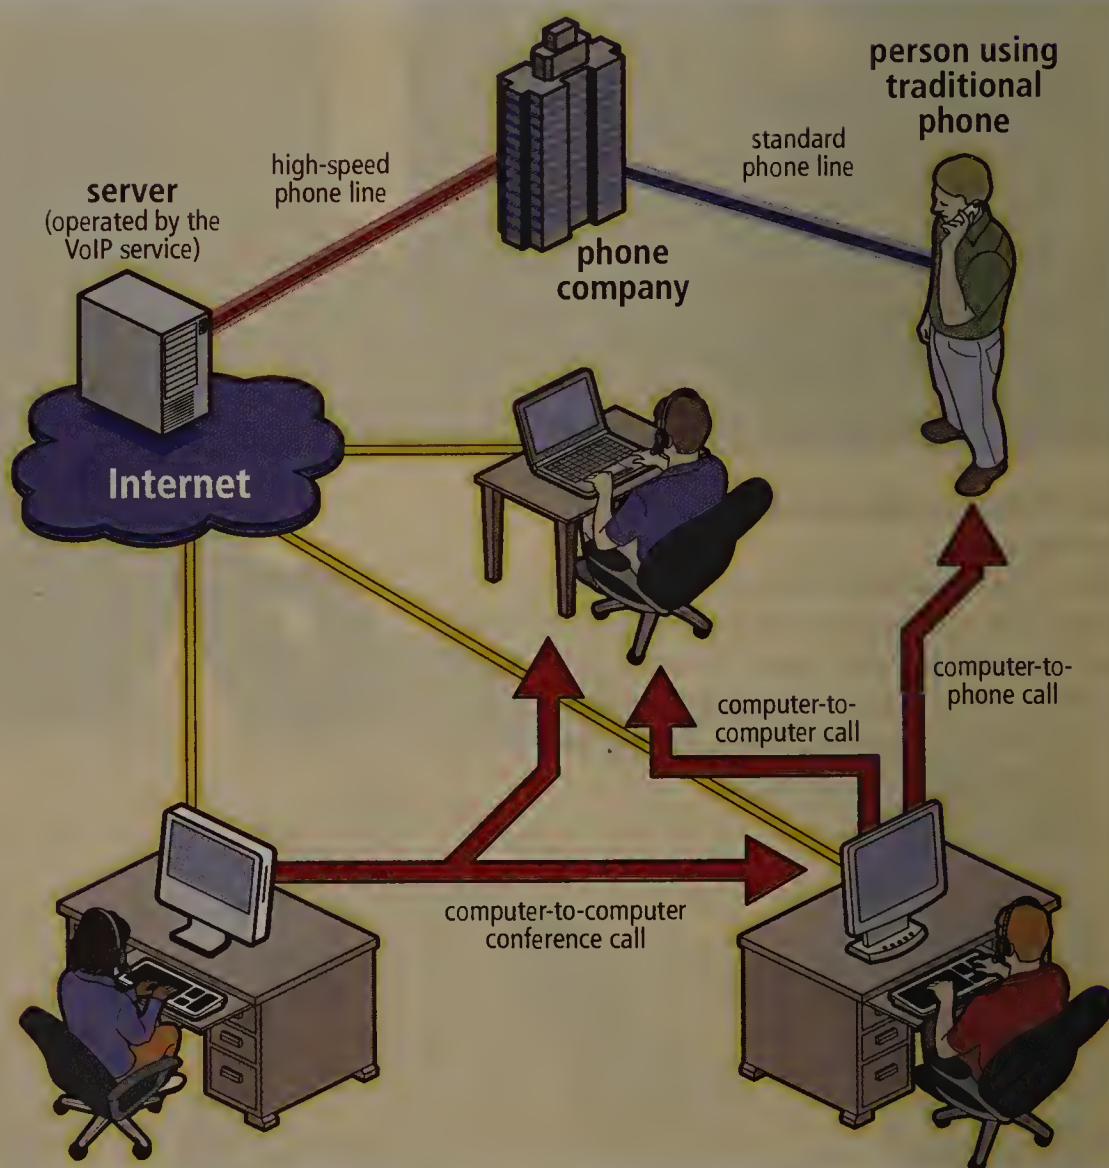 person using
traditional
phone
standard
phone line
high-speed
phone line
server
(operated by the
VoIP service)
phone
company
Internet
computer-to-
phone call
computer-to-
computer call
computer-to-computer
conference call